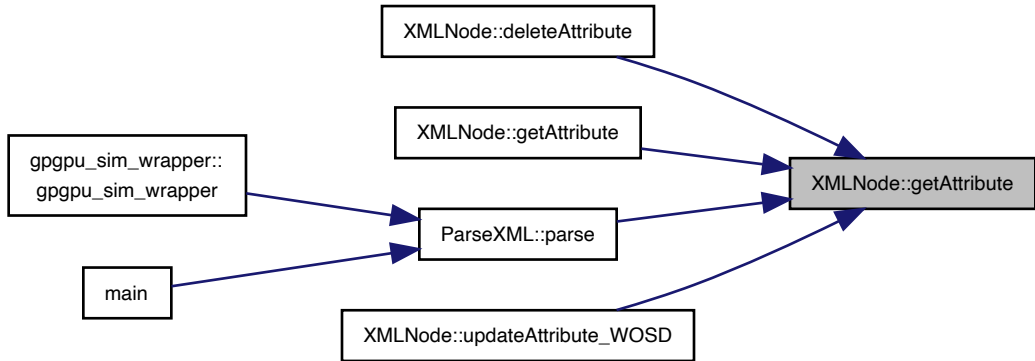 XMLNode::deleteAttribute
XMLNode::getAttribute
gpgpu_sim_wrapper::
gpgpu_sim_wrapper
XMLNode::getAttribute
ParseXML::parse
main
XMLNode::updateAttribute_WOSD